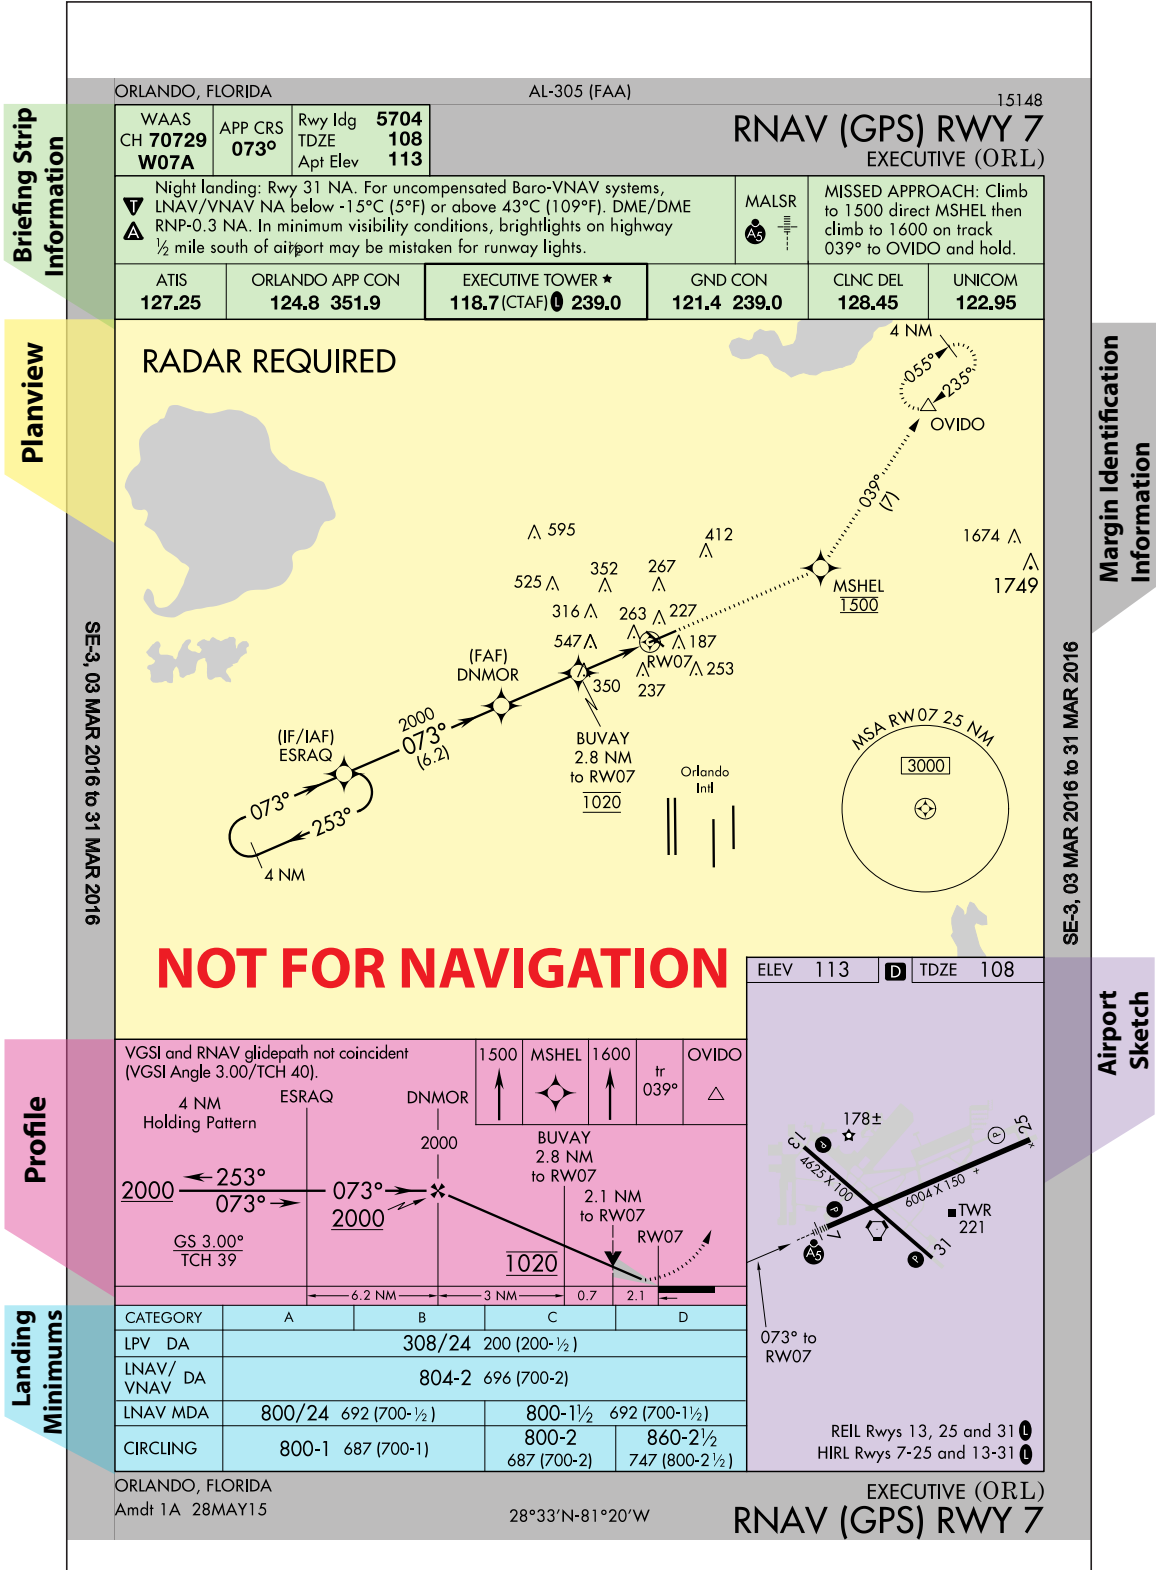 ORLANDO, FLORIDA
AL-305 (FAA)
15148
Briefing Strip
Information
WAAS
CH 70729
W07A
APP CRS
073°
Rwy ldg 5704
TDZE 108
Apt Elev 113
RNAV (GPS) RWY 7
EXECUTIVE (ORL)
T
A
Night landing: Rwy 31 NA. For uncompensated Baro-VNAV systems,
LNAV/VNAV NA below -15°C (5°F) or above 43°C (109°F). DME/DME
RNP-0.3 NA. In minimum visibility conditions, brightlights on highway
½ mile south of airport may be mistaken for runway lights.
MALSR
A5
MISSED APPROACH: Climb
to 1500 direct MSHEL then
climb to 1600 on track
039° to OVIDO and hold.
ATIS
127.25
ORLANDO APP CON
124.8 351.9
EXECUTIVE TOWER ★
118.7 (CTAF) L 239.0
GND CON
121.4 239.0
CLNC DEL
128.45
UNICOM
122.95
Planview
RADAR REQUIRED
4 NM
055°
235°
OVIDO
039°
(7)
Margin Identification
Information
595
412
1674
1749
525
352
267
MSHEL
1500
316
263
227
547
187
RW07
253
350
237
(FAF)
DNMOR
2000
073°
(6.2)
(IF/IAF)
ESRAQ
073°
253°
4 NM
BUVAY
2.8 NM
to RW07
1020
Orlando
Intl
MSA RW07 25 NM
3000
SE-3, 03 MAR 2016 to 31 MAR 2016
SE-3, 03 MAR 2016 to 31 MAR 2016
NOT FOR NAVIGATION
ELEV 113
D
TDZE 108
Airport
Sketch
Profile
VGSI and RNAV glidepath not coincident
(VGSI Angle 3.00/TCH 40).
1500
MSHEL
1600
tr
039°
OVIDO
4 NM
Holding Pattern
ESRAQ
DNMOR
2000
BUVAY
2.8 NM
to RW07
2000
253°
073°
073°
2000
2.1 NM
to RW07
RW07
GS 3.00°
TCH 39
1020
6.2 NM
3 NM
0.7
2.1
178±
13
25
P
P
P
P
4625 X 100
6004 X 150
TWR
221
7
31
A5
073° to
RW07
REIL Rwys 13, 25 and 31 L
HIRL Rwys 7-25 and 13-31 L
Landing
Minimums
CATEGORY A B C D
LPV DA 308/24 200 (200-½)
LNAV/
VNAV DA 804-2 696 (700-2)
LNAV MDA 800/24 692 (700-½) 800-1½ 692 (700-1½)
CIRCLING 800-1 687 (700-1) 800-2
687 (700-2) 860-2½
747 (800-2½)
ORLANDO, FLORIDA
Amdt 1A 28MAY15
28°33'N-81°20'W
EXECUTIVE (ORL)
RNAV (GPS) RWY 7